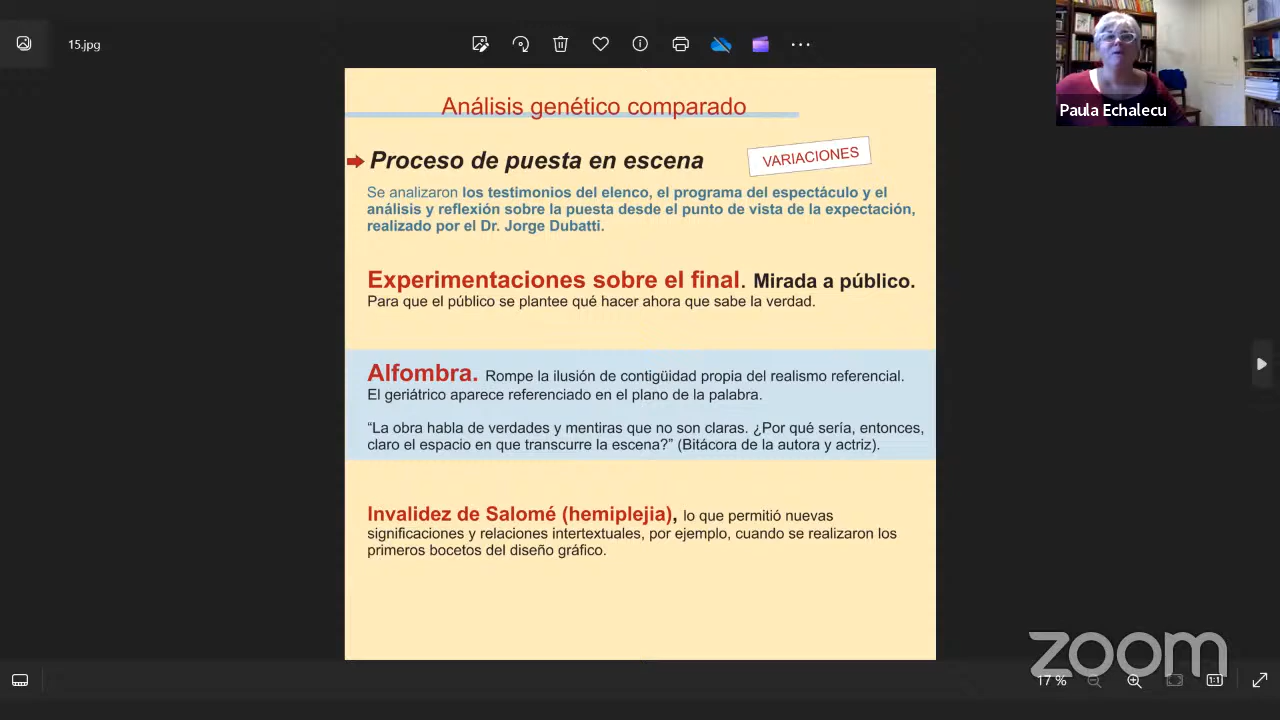 15.jpg
Paula Echalecu
Análisis genético comparado
Proceso de puesta en escena
VARIACIONES
Se analizaron los testimonios del elenco, el programa del espectáculo y el
análisis y reflexión sobre la puesta desde el punto de vista de la expectación,
realizado por el Dr. Jorge Dubatti.
Experimentaciones sobre el final. Mirada a público.
Para que el público se plantee qué hacer ahora que sabe la verdad.
Alfombra. Rompe la ilusión de contigüidad propia del realismo referencial.
El geriátrico aparece referenciado en el plano de la palabra.
“La obra habla de verdades y mentiras que no son claras. ¿Por qué sería, entonces,
claro el espacio en que transcurre la escena?” (Bitácora de la autora y actriz).
Invalidez de Salomé (hemiplejia), lo que permitió nuevas
significaciones y relaciones intertextuales, por ejemplo, cuando se realizaron los
primeros bocetos del diseño gráfico.
zoom
17 %
1:1